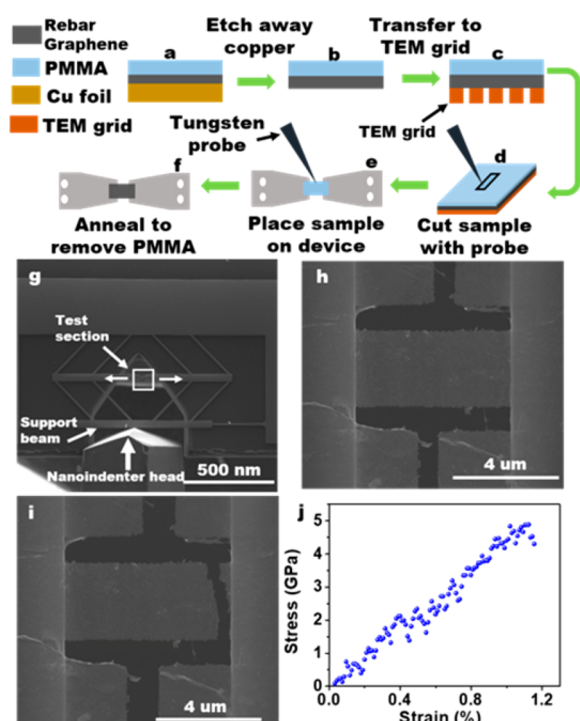 Rebar
Graphene
PMMA
Cu foil
TEM grid
Etch away
copper
Transfer to
TEM grid
a
b
c
TEM grid
Tungsten
probe
f
e
d
Anneal to
remove PMMA
Place sample
on device
Cut sample
with probe
g
Test
section
Support
beam
Nanoindenter head
500 nm
h
4 um
i
4 um
j
Stress (GPa)
5
4
3
2
1
0
0.0
0.4
0.8
1.2
Strain (%)